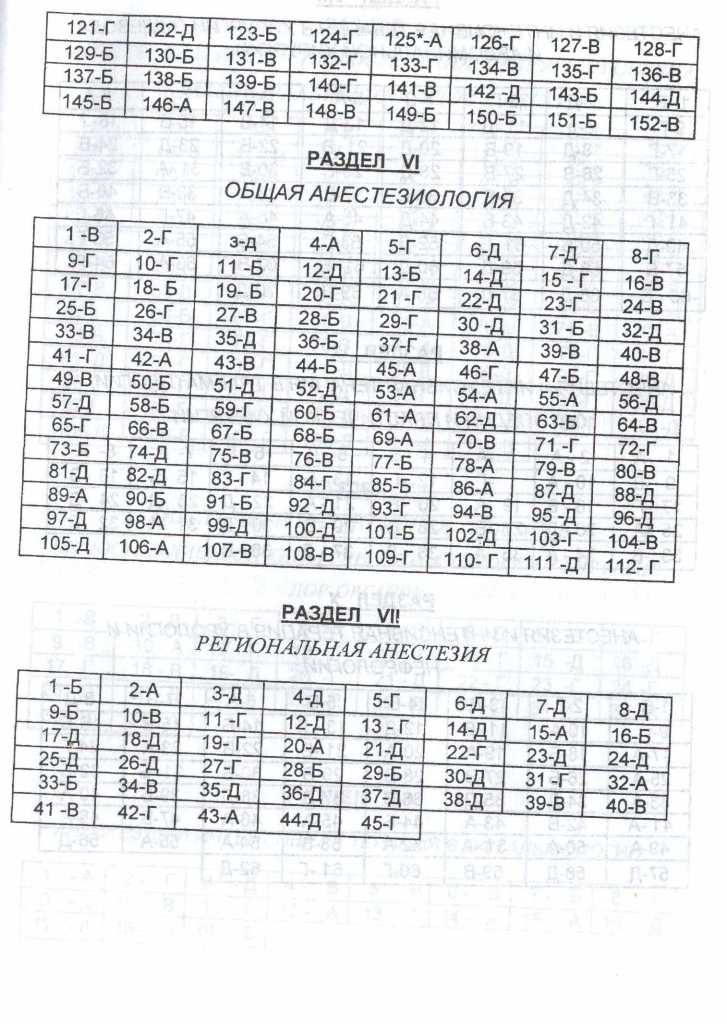 121-Г 122-Д 123-Б 124-Г 125*-А 126-Г 127-В 128-Г
129-Б 130-Б 131-В 132-Г 133-Г 134-В 135-Г 136-В
137-Б 138-Б 139-Б 140-Г 141-В 142 -Д 143-Б 144-Д
145-Б 146-А 147-В 148-В 149-Б 150-Б 151-Б 152-В
РАЗДЕЛ VI
ОБЩАЯ АНЕСТЕЗИОЛОГИЯ
1 -В 2-Г з-д 4-А 5-Г 6-Д 7-Д 8-Г
9-Г 10- Г 11 -Б 12-Д 13-Б 14-Д 15 - Г 16-В
17-Г 18- Б 19- Б 20-Г 21 -Г 22-Д 23-Г 24-В
25-Б 26-Г 27-В 28-Б 29-Г 30 -Д 31 -Б 32-Д
33-В 34-В 35-Д 36-Б 37-Г 38-А 39-В 40-В
41 -Г 42-А 43-В 44-Б 45-А 46-Г 47-Б 48-В
49-В 50-Б 51-Д 52-Д 53-А 54-А 55-А 56-Д
57-Д 58-Б 59-Г 60-Б 61-А 62-Д 63-Б 64-В
65-Г 66-В 67-Б 68-Б 69-А 70-В 71 -Г 72-Г
73-Б 74-Д 75-В 76-В 77-Б 78-А 79-В 80-В
81-Д 82-Д 83-Г 84-Г 85-Б 86-А 87-Д 88-Д
89-А 90-Б 91 -Б 92 -Д 93-Г 94-В 95 -Д 96-Д
97-Д 98-А 99-Д 100-Д 101-Б 102-Д 103-Г 104-В
105-Д 106-А 107-В 108-В 109-Г 110- Г 111 -Д 112- Г
РАЗДЕЛ VI!
РЕГИОНАЛЬНАЯ АНЕСТЕЗИЯ
1 -Б 2-А 3-Д 4-Д 5-Г 6-Д 7-Д 8-Д
9-Б 10-В 11 -Г 12-Д 13 - Г 14-Д 15-А 16-Б
17-Д 18-Д 19- Г 20-А 21-Д 22-Г 23-Д 24-Д
25-Д 26-Д 27-Г 28-Б 29-Б 30-Д 31 -Г 32-А
33-Б 34-В 35-Д 36-Д 37-Д 38-Д 39-В 40-В
41 -В 42-Г 43-А 44-Д 45-Г